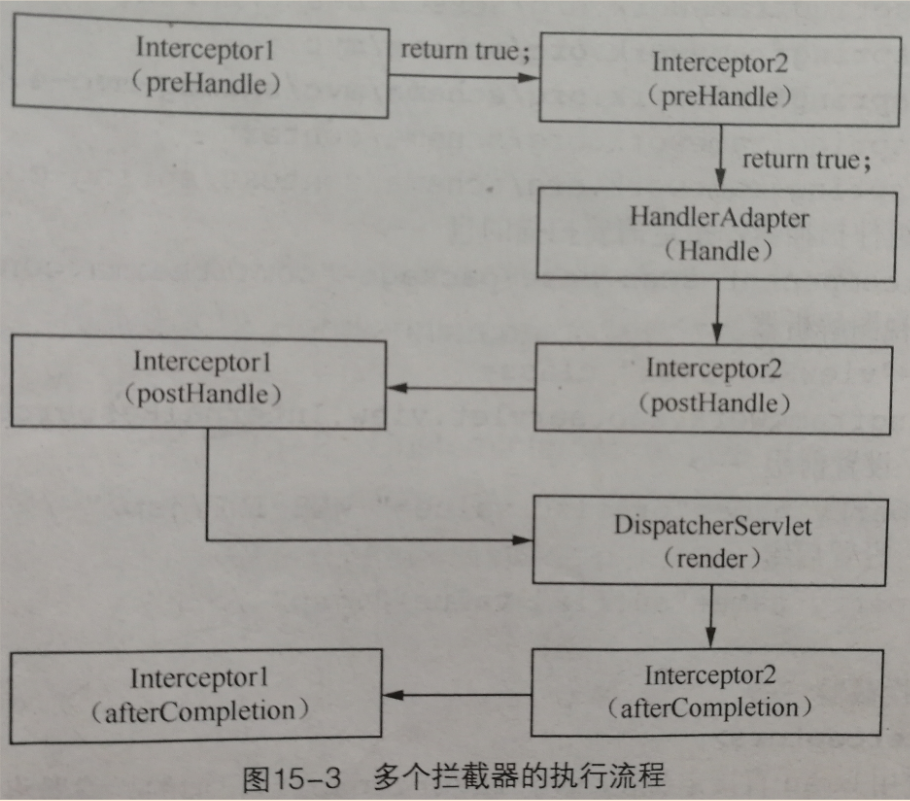 Interceptor1
（preHandle）
return true;
Interceptor2
（preHandle）
return true;
HandlerAdapter
（Handle）
Interceptor2
（postHandle）
Interceptor1
（postHandle）
DispatcherServlet
（render）
Interceptor2
（afterCompletion）
Interceptor1
（afterCompletion）
图15-3 多个拦截器的执行流程